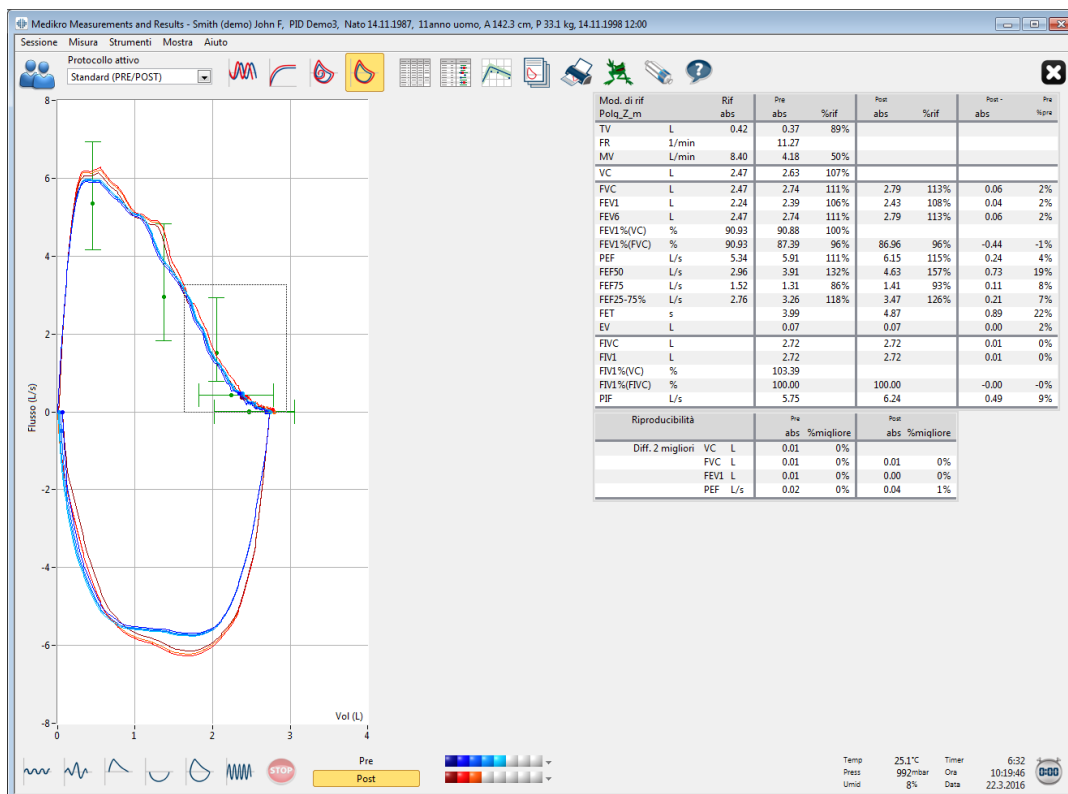 Medikro Measurements and Results - Smith (demo) John F, PID Demo3, Nato 14.11.1987, 11anno uomo, A 142.3 cm, P 33.1 kg, 14.11.1998 12:00
Sessione Misura Strumenti Mostra Aiuto
Protocollo attivo
Standard (PRE/POST)
Mod. di rif Rif Pre Post Post - Pre
Polg_Z_m abs abs %rif abs %rif abs %pre
TV L 0.42 0.37 89%
FR 1/min 11.27
MV L/min 8.40 4.18 50%
VC L 2.47 2.63 107%
FVC L 2.47 2.74 111% 2.79 113% 0.06 2%
FEV1 L 2.24 2.39 106% 2.43 108% 0.04 2%
FEV6 L 2.47 2.74 111% 2.79 113% 0.06 2%
FEV1%(VC) % 90.93 90.88 100%
FEV1%(FVC) % 90.93 87.39 96% 86.96 96% -0.44 -1%
PEF L/s 5.34 5.91 111% 6.15 115% 0.24 4%
FEF50 L/s 2.96 3.91 132% 4.63 157% 0.73 19%
FEF75 L/s 1.52 1.31 86% 1.41 93% 0.11 8%
FEF25-75% L/s 2.76 3.26 118% 3.47 126% 0.21 7%
FET s 3.99 4.87 0.89 22%
EV L 0.07 0.07 0.00 2%
FIVC L 2.72 2.72 0.01 0%
FIV1 L 2.72 2.72 0.01 0%
FIV1%(VC) % 103.39
FIV1%(FIVC) % 100.00 100.00 -0.00 -0%
PIF L/s 5.75 6.24 0.49 9%
Riproducibilità Pre Post
abs %migliore abs %migliore
Diff. 2 migliori VC L 0.01 0%
FVC L 0.01 0% 0.01 0%
FEV1 L 0.01 0% 0.00 0%
PEF L/s 0.02 0% 0.04 1%
8
6
4
2
0
-2
-4
-6
-8
Flusso (L/s)
Vol (L)
0 1 2 3 4
STOP
Pre
Post
Temp 25.1°C Timer 6:32
Press 992mbar Ora 10:19:46
Umid 8% Data 22.3.2016
0:00